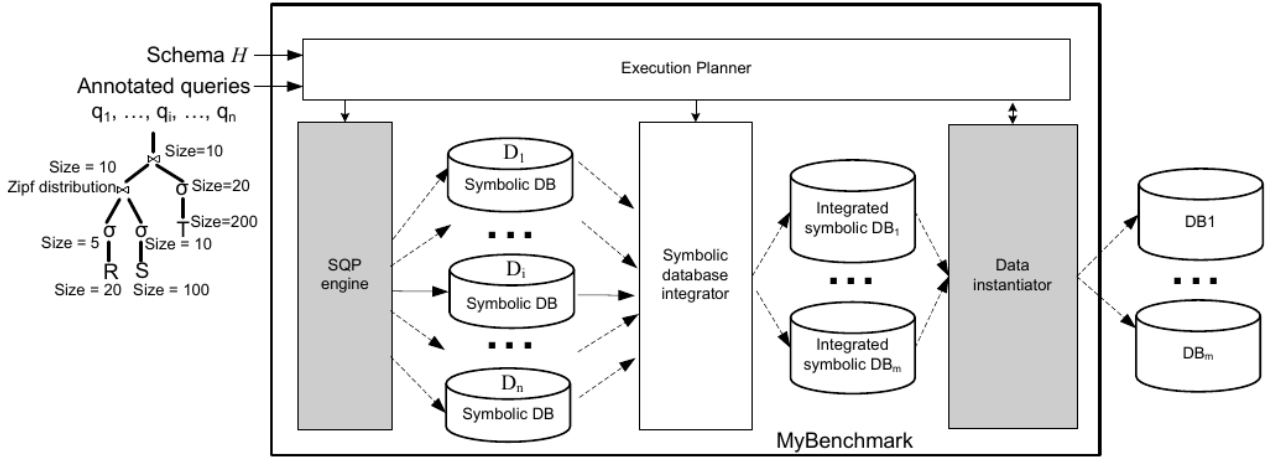 Schema H
Annotated queries
q1, …, qi, …, qn
Size=10
Size = 10
Zipf distribution
⋈
⋈
σ
Size=20
T
Size=200
σ
σ
Size = 5
Size = 10
R
S
Size = 20
Size = 100
Execution Planner
SQP
engine
D1
Symbolic DB
Di
Symbolic DB
Dn
Symbolic DB
Symbolic
database
integrator
Integrated
symbolic DB1
Integrated
symbolic DBm
Data
instantiator
DB1
DBm
MyBenchmark